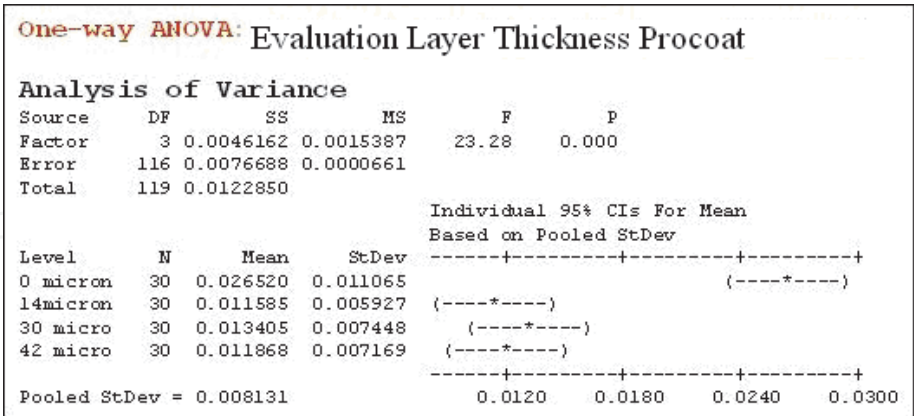 One-way ANOVA: Evaluation Layer Thickness Procoat
Analysis of Variance
Source DF SS MS F P
Factor 3 0.0046162 0.0015387 23.28 0.000
Error 116 0.0076688 0.0000661
Total 119 0.0122850
Individual 95% CIs For Mean
Based on Pooled StDev
Level N Mean StDev ------+---------+---------+---------+
0 micron 30 0.026520 0.011065 (----*----)
14micron 30 0.011585 0.005927 (----*----)
30 micro 30 0.013405 0.007448 (----*----)
42 micro 30 0.011868 0.007169 (----*----)
------+---------+---------+---------+
Pooled StDev = 0.008131 0.0120 0.0180 0.0240 0.0300